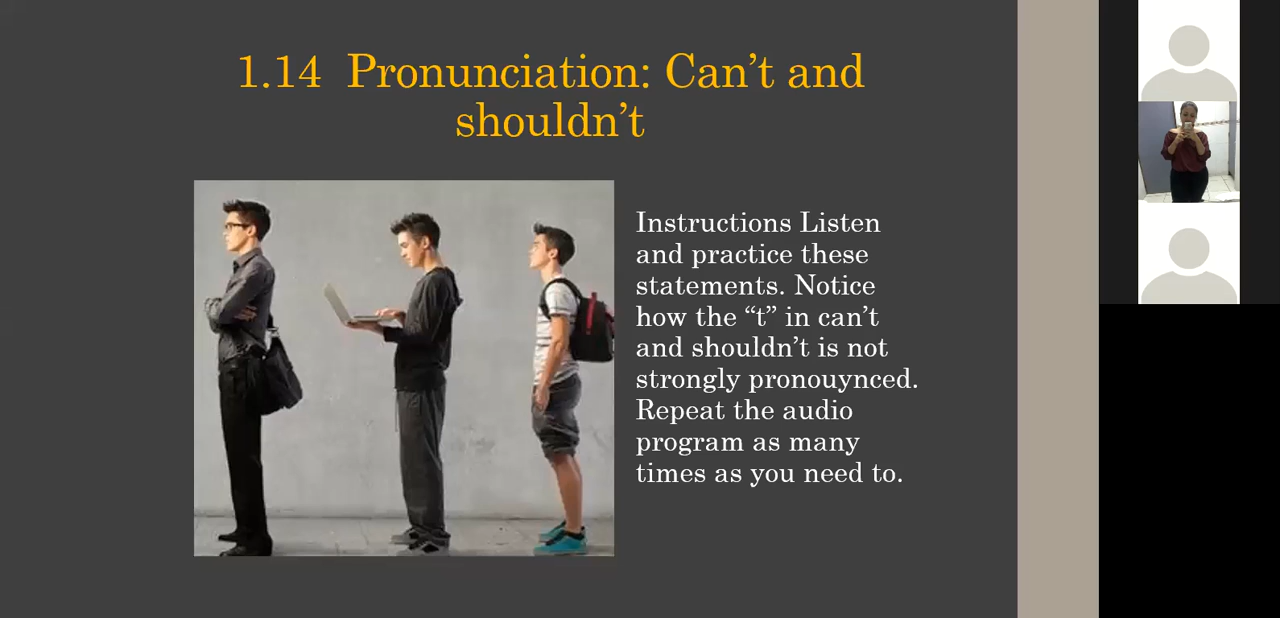 1.14 Pronunciation: Can’t and
shouldn’t
Instructions Listen
and practice these
statements. Notice
how the “t” in can’t
and shouldn’t is not
strongly pronouynced.
Repeat the audio
program as many
times as you need to.